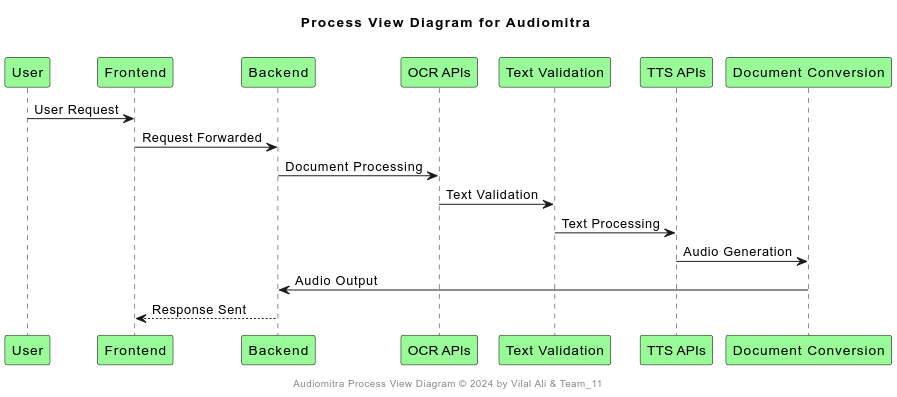 Process View Diagram for Audiomitra
User Frontend Backend OCR APIs Text Validation TTS APIs Document Conversion
User Request
Request Forwarded
Document Processing
Text Validation
Text Processing
Audio Generation
Audio Output
Response Sent
User Frontend Backend OCR APIs Text Validation TTS APIs Document Conversion
Audiomitra Process View Diagram © 2024 by Vilal Ali & Team_11